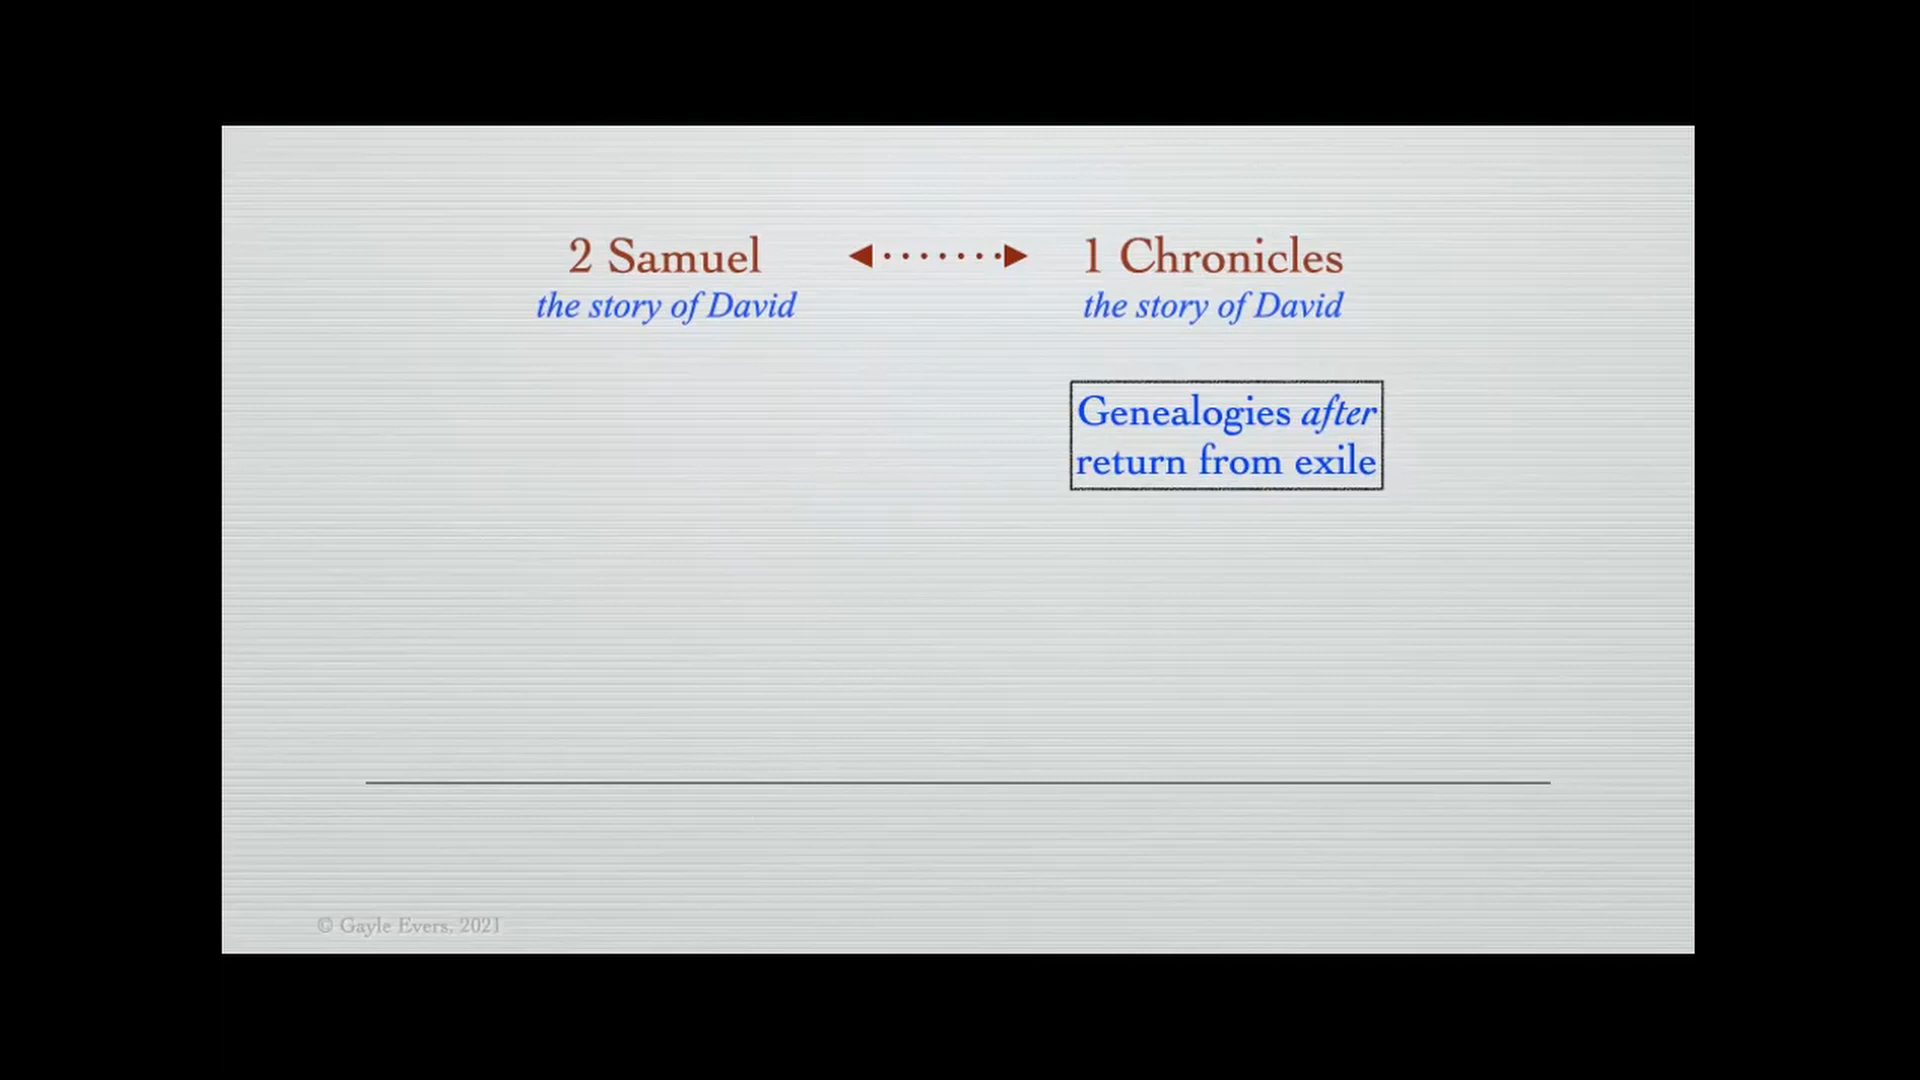 2 Samuel
the story of David
1 Chronicles
the story of David
Genealogies after
return from exile
© Gayle Evers, 2021